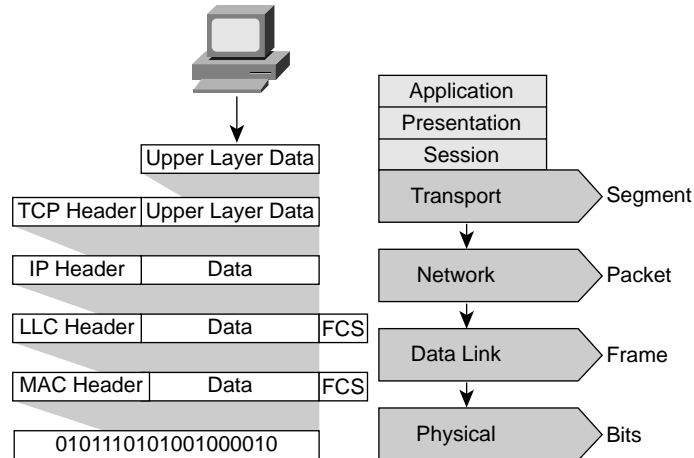 Upper Layer Data
TCP Header Upper Layer Data
IP Header Data
LLC Header Data FCS
MAC Header Data FCS
0101110101001000010
Application
Presentation
Session
Transport Segment
Network Packet
Data Link Frame
Physical Bits